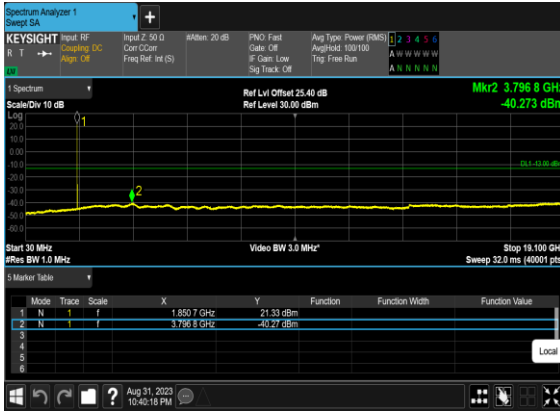 Spectrum Analyzer 1
Swept SA
+
KEYSIGHT Input: RF Input Z: 50 Ω #Atten: 20 dB PNO: Fast Avg Type: Power (RMS) 1 2 3 4 5 6
R T Coupling: DC Corr CCorr Gate: Off Avg|Hold: 100/100 A W W W W W
Align: Off Freq Ref: Int (S) IF Gain: Low Trig: Free Run
Sig Track: Off A N N N N N
1 Spectrum Ref Lvl Offset 25.40 dB Mkr2 3.796 8 GHz
Scale/Div 10 dB Ref Level 30.00 dBm -40.273 dBm
Log
20.0
0.00
-10.0
-20.0
-30.0
-40.0
-50.0
-60.0
1
2
DL1 -13.00 dBm
Start 30 MHz Video BW 3.0 MHz* Stop 19.100 GHz
#Res BW 1.0 MHz Sweep 32.0 ms (40001 pts)
5 Marker Table
Mode Trace Scale X Y Function Function Width Function Value
1 N 1 f 1.850 7 GHz 21.33 dBm
2 N 1 f 3.796 8 GHz -40.27 dBm
3
4
5
6
Local
? Aug 31, 2023
10:40:18 PM